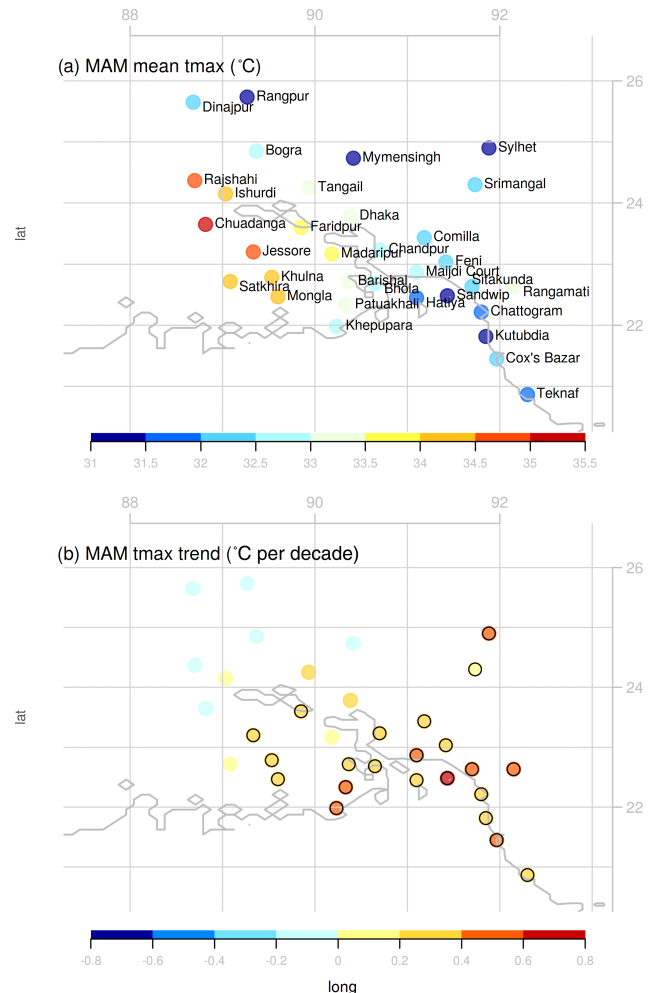 88 90 92
(a) MAM mean tmax (°C)
26
Rangpur
Dinajpur
Bogra
Sylhet
Mymensingh
Rajshahi
Srimangal
Tangail
Ishurdi
24
lat
Dhaka
Chuadanga
Faridpur
Comilla
Jessore
Madaripur
Chandpur
Feni
Maijdi Court
Khulna
Satkhira
Barishal
Sitakunda
Bhola
Rangamati
Mongla
Sandwip
Patuakhali
Hatiya
Chattogram
Khepupara
22
Kutubdia
Cox's Bazar
Teknaf
31 31.5 32 32.5 33 33.5 34 34.5 35 35.5
88 90 92
(b) MAM tmax trend (°C per decade)
26
24
lat
22
-0.8 -0.6 -0.4 -0.2 0 0.2 0.4 0.6 0.8
long